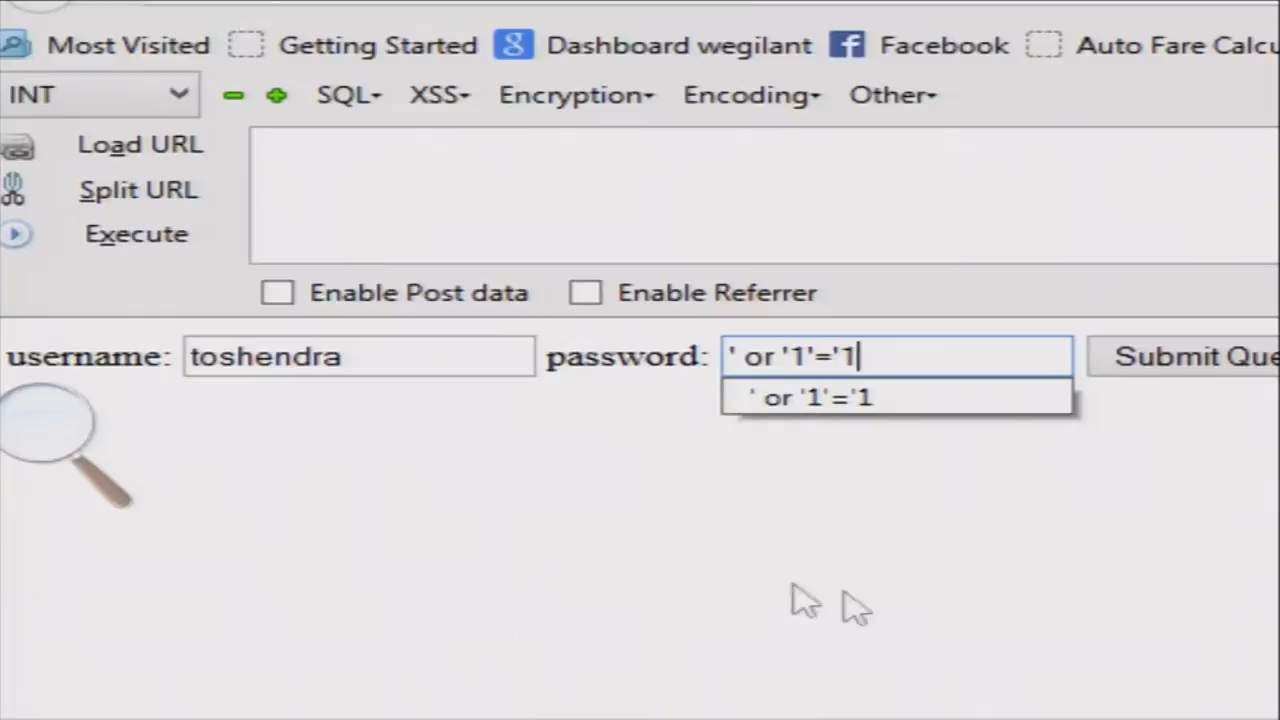 Most Visited Getting Started Dashboard wegilant Facebook Auto Fare Calcu
INT SQL XSS Encryption Encoding Other
Load URL
Split URL
Execute
Enable Post data Enable Referrer
username: toshendra password: ' or '1'='1 Submit Que
' or '1'='1